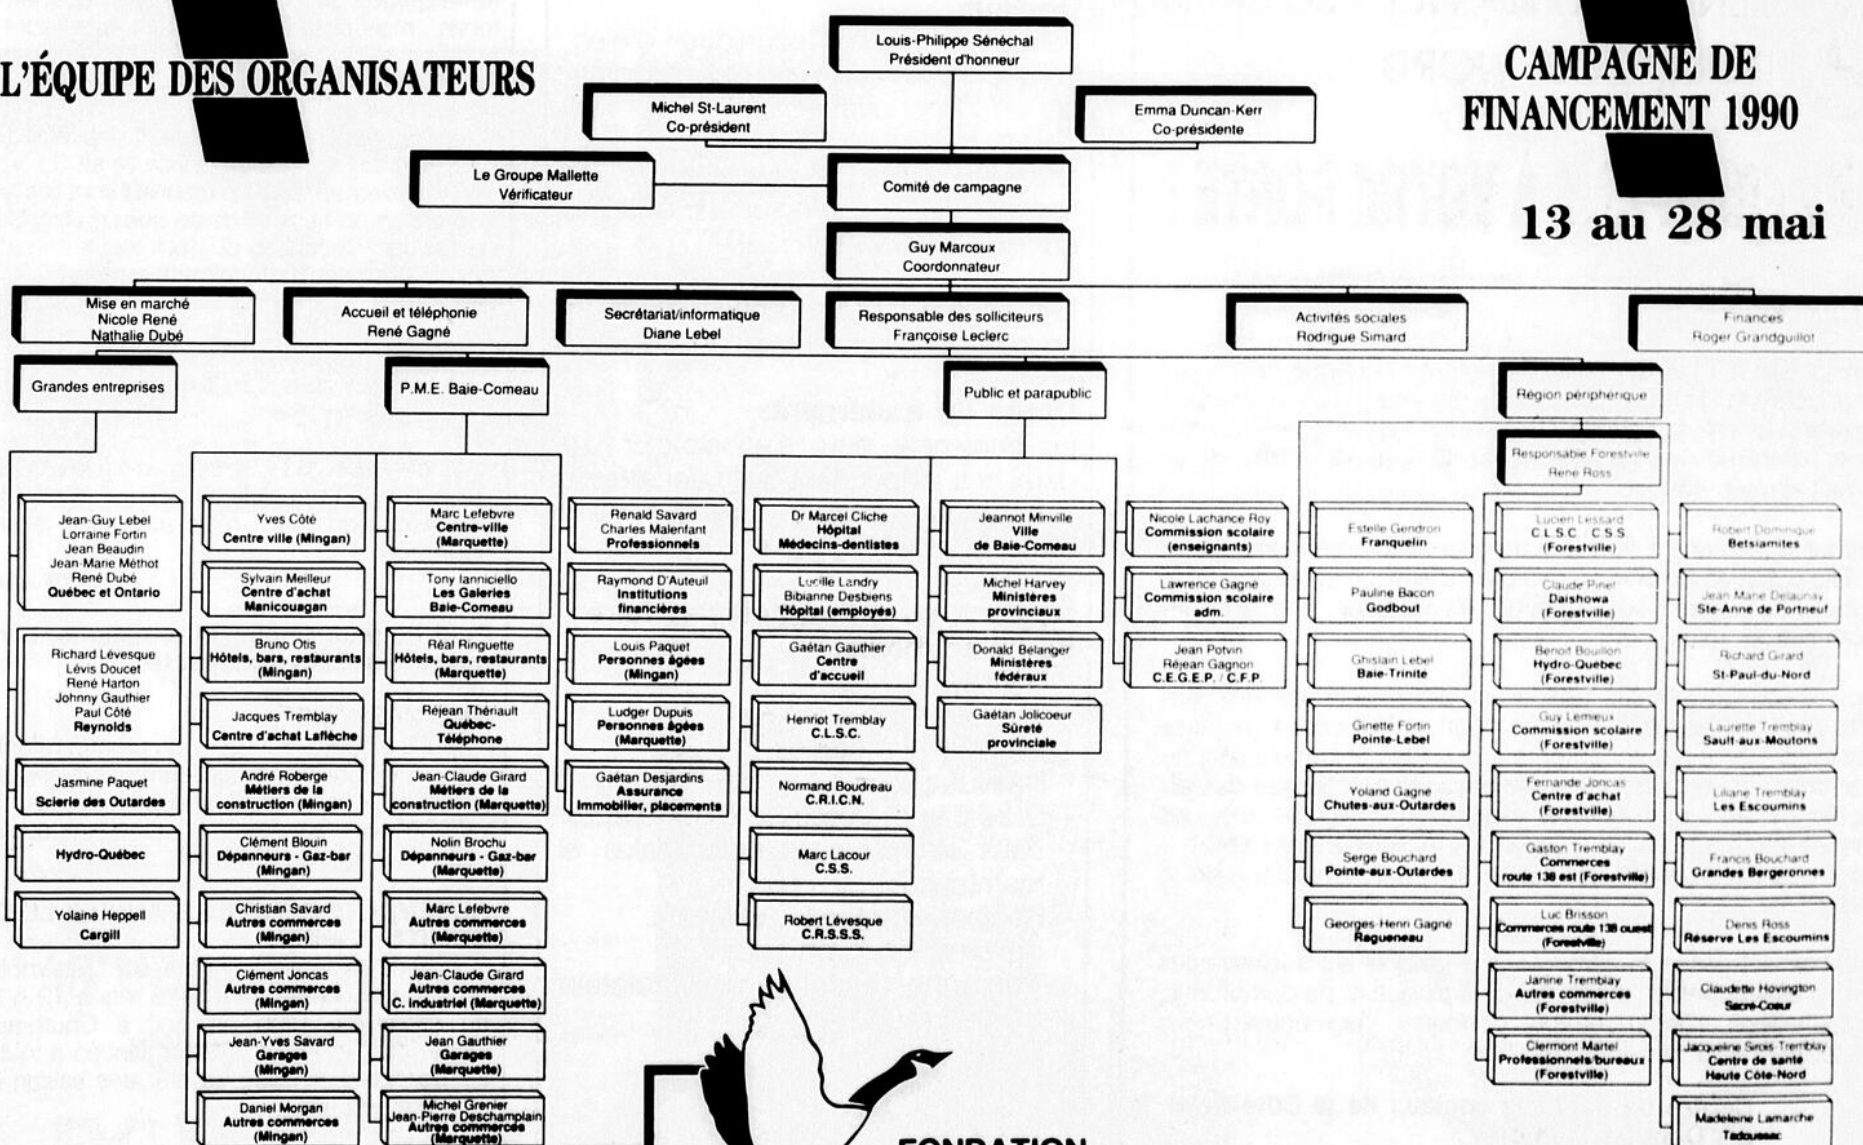 L'ÉQUIPE DES ORGANISATEURS
CAMPAGNE DE
FINANCEMENT 1990
13 au 28 mai
Louis-Philippe Sénéchal
Président d'honneur
Michel St-Laurent
Co-président
Emma Duncan-Kerr
Co-présidente
Le Groupe Mallette
Vérificateur
Comité de campagne
Guy Marcoux
Coordonnateur
Mise en marché
Nicole René
Nathalie Dubé
Accueil et téléphonie
René Gagné
Secrétariat/informatique
Diane Lebel
Responsable des solliciteurs
Françoise Leclerc
Activités sociales
Rodrigue Simard
Finances
Roger Grandguillot
Grandes entreprises
P.M.E. Baie-Comeau
Public et parapublic
Région périphérique
Responsable Forestville
René Ross
Jean-Guy Lebel
Lorraine Fortin
Jean Beaudin
Jean-Marie Méthot
René Dubé
Québec et Ontario
Richard Lévesque
Lévis Doucet
René Harton
Johnny Gauthier
Paul Côté
Reynolds
Jasmine Paquet
Scierie des Outardes
Hydro-Québec
Yolaine Heppell
Cargill
Yves Côté
Centre ville (Mingan)
Sylvain Meilleur
Centre d'achat
Manicouagan
Bruno Otis
Hôtels, bars, restaurants
(Mingan)
Jacques Tremblay
Centre d'achat Laflèche
André Roberge
Métiers de la
construction (Mingan)
Clément Blouin
Dépanneurs - Gaz-bar
(Mingan)
Christian Savard
Autres commerces
(Mingan)
Clément Joncas
Autres commerces
(Mingan)
Jean-Yves Savard
Garages
(Mingan)
Daniel Morgan
Autres commerces
(Mingan)
Marc Lefebvre
Centre-ville
(Marquette)
Tony Ianniciello
Les Galeries
Baie-Comeau
Réal Ringuette
Hôtels, bars, restaurants
(Marquette)
Réjean Thériault
Québec-
Téléphone
Jean-Claude Girard
Métiers de la
construction (Marquette)
Nolin Brochu
Dépanneurs - Gaz-bar
(Marquette)
Marc Lefebvre
Autres commerces
(Marquette)
Jean-Claude Girard
Autres commerces
C. industriel (Marquette)
Jean Gauthier
Garages
(Marquette)
Michel Grenier
Jean-Pierre Deschamplain
Autres commerces
(Marquette)
Renald Savard
Charles Malenfant
Professionnels
Raymond D'Auteuil
Institutions
financières
Louis Paquet
Personnes âgées
(Mingan)
Ludger Dupuis
Personnes âgées
(Marquette)
Gaétan Desjardins
Assurance
Immobilier, placements
Dr Marcel Cliche
Hôpital
Médecins-dentistes
Lucille Landry
Bibianne Desbiens
Hôpital (employés)
Gaétan Gauthier
Centre
d'accueil
Henriot Tremblay
C.L.S.C.
Normand Boudreau
C.R.I.C.N.
Marc Lacour
C.S.S.
Robert Lévesque
C.R.S.S.S.
Jeannot Minville
Ville
de Baie-Comeau
Michel Harvey
Ministères
provinciaux
Donald Bélanger
Ministères
fédéraux
Gaétan Jolicoeur
Sûreté
provinciale
Nicole Lachance Roy
Commission scolaire
(enseignants)
Lawrence Gagné
Commission scolaire
adm.
Jean Potvin
Réjean Gagnon
C.E.G.E.P. / C.F.P.
Estelle Gendron
Franquelin
Pauline Bacon
Godbout
Ghislain Lebel
Baie-Trinité
Ginette Fortin
Pointe-Lebel
Yoland Gagné
Chutes-aux-Outardes
Serge Bouchard
Pointe-aux-Outardes
Georges-Henri Gagné
Ragueneau
Lucien Lessard
C.L.S.C. C.S.S.
(Forestville)
Claude Pinel
Daishowa
(Forestville)
Benoit Bouillon
Hydro-Québec
(Forestville)
Guy Lemieux
Commission scolaire
(Forestville)
Fernande Joncas
Centre d'achat
(Forestville)
Gaston Tremblay
Commerces
route 138 est (Forestville)
Luc Brisson
Commerces route 138 ouest
(Forestville)
Janine Tremblay
Autres commerces
(Forestville)
Clermont Martel
Professionnels/bureaux
(Forestville)
Robert Dominique
Betsiamites
Jean Marie Delaunay
Ste-Anne de Portneuf
Richard Girard
St-Paul-du-Nord
Laurette Tremblay
Sault-aux-Moutons
Liliane Tremblay
Les Escoumins
Francis Bouchard
Grandes Bergeronnes
Denis Ross
Réserve Les Escoumins
Claudette Hovington
Sacré-Coeur
Jacqueline Sirois Tremblay
Centre de santé
Haute Côte-Nord
Madeleine Lamarche
Tadoussac
FONDATION